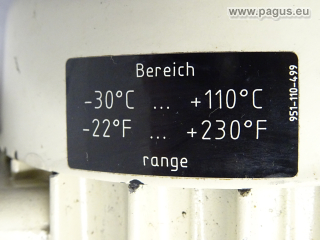 www.pagus.eu
Bereich
-30°C ... +110°C
-22°F ... +230°F
range
951-110-499